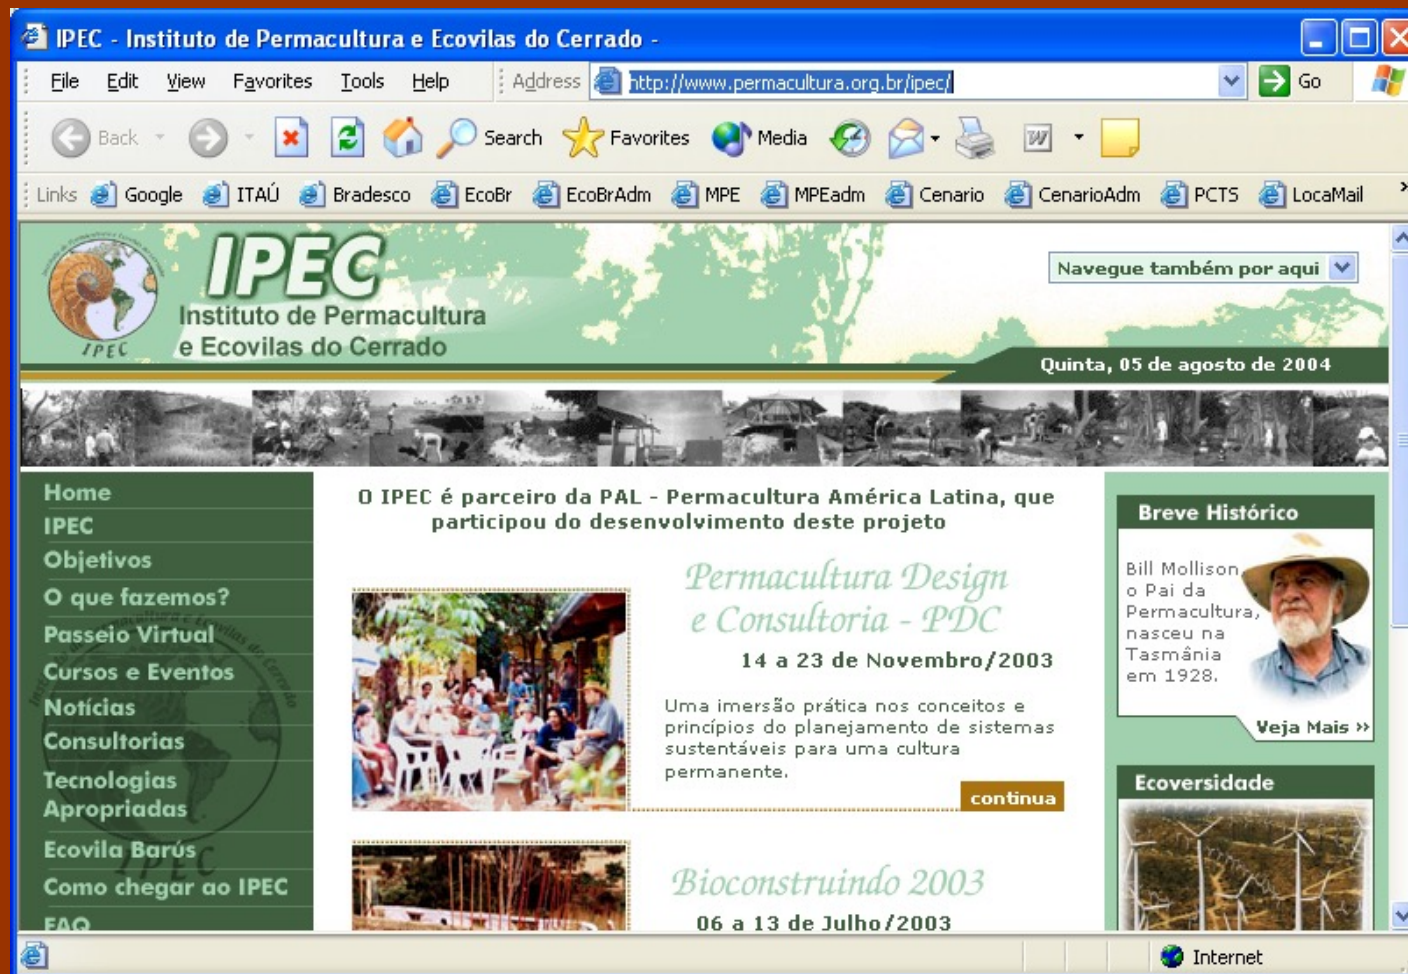 IPEC - Instituto de Permacultura e Ecovilas do Cerrado -
File Edit View Favorites Tools Help Address http://www.permacultura.org.br/ipec/ Go
Back Search Favorites Media
Links Google ITAÚ Bradesco EcoBr EcoBrAdm MPE MPEadm Cenario CenarioAdm PCTS LocaMail »
IPEC
IPEC
Instituto de Permacultura
e Ecovilas do Cerrado
Navegue também por aqui
Quinta, 05 de agosto de 2004
Home
IPEC
Objetivos
O que fazemos?
Passeio Virtual
Cursos e Eventos
Notícias
Consultorias
Tecnologias
Apropriadas
Ecovila Barús
Como chegar ao IPEC
FAQ
IPEC
O IPEC é parceiro da PAL - Permacultura América Latina, que
participou do desenvolvimento deste projeto
Permacultura Design
e Consultoria - PDC
14 a 23 de Novembro/2003
Uma imersão prática nos conceitos e
princípios do planejamento de sistemas
sustentáveis para uma cultura
permanente.
continua
Bioconstruindo 2003
06 a 13 de Julho/2003
Breve Histórico
Bill Mollison,
o Pai da
Permacultura,
nasceu na
Tasmânia
em 1928.
Veja Mais »
Ecoversidade
Internet